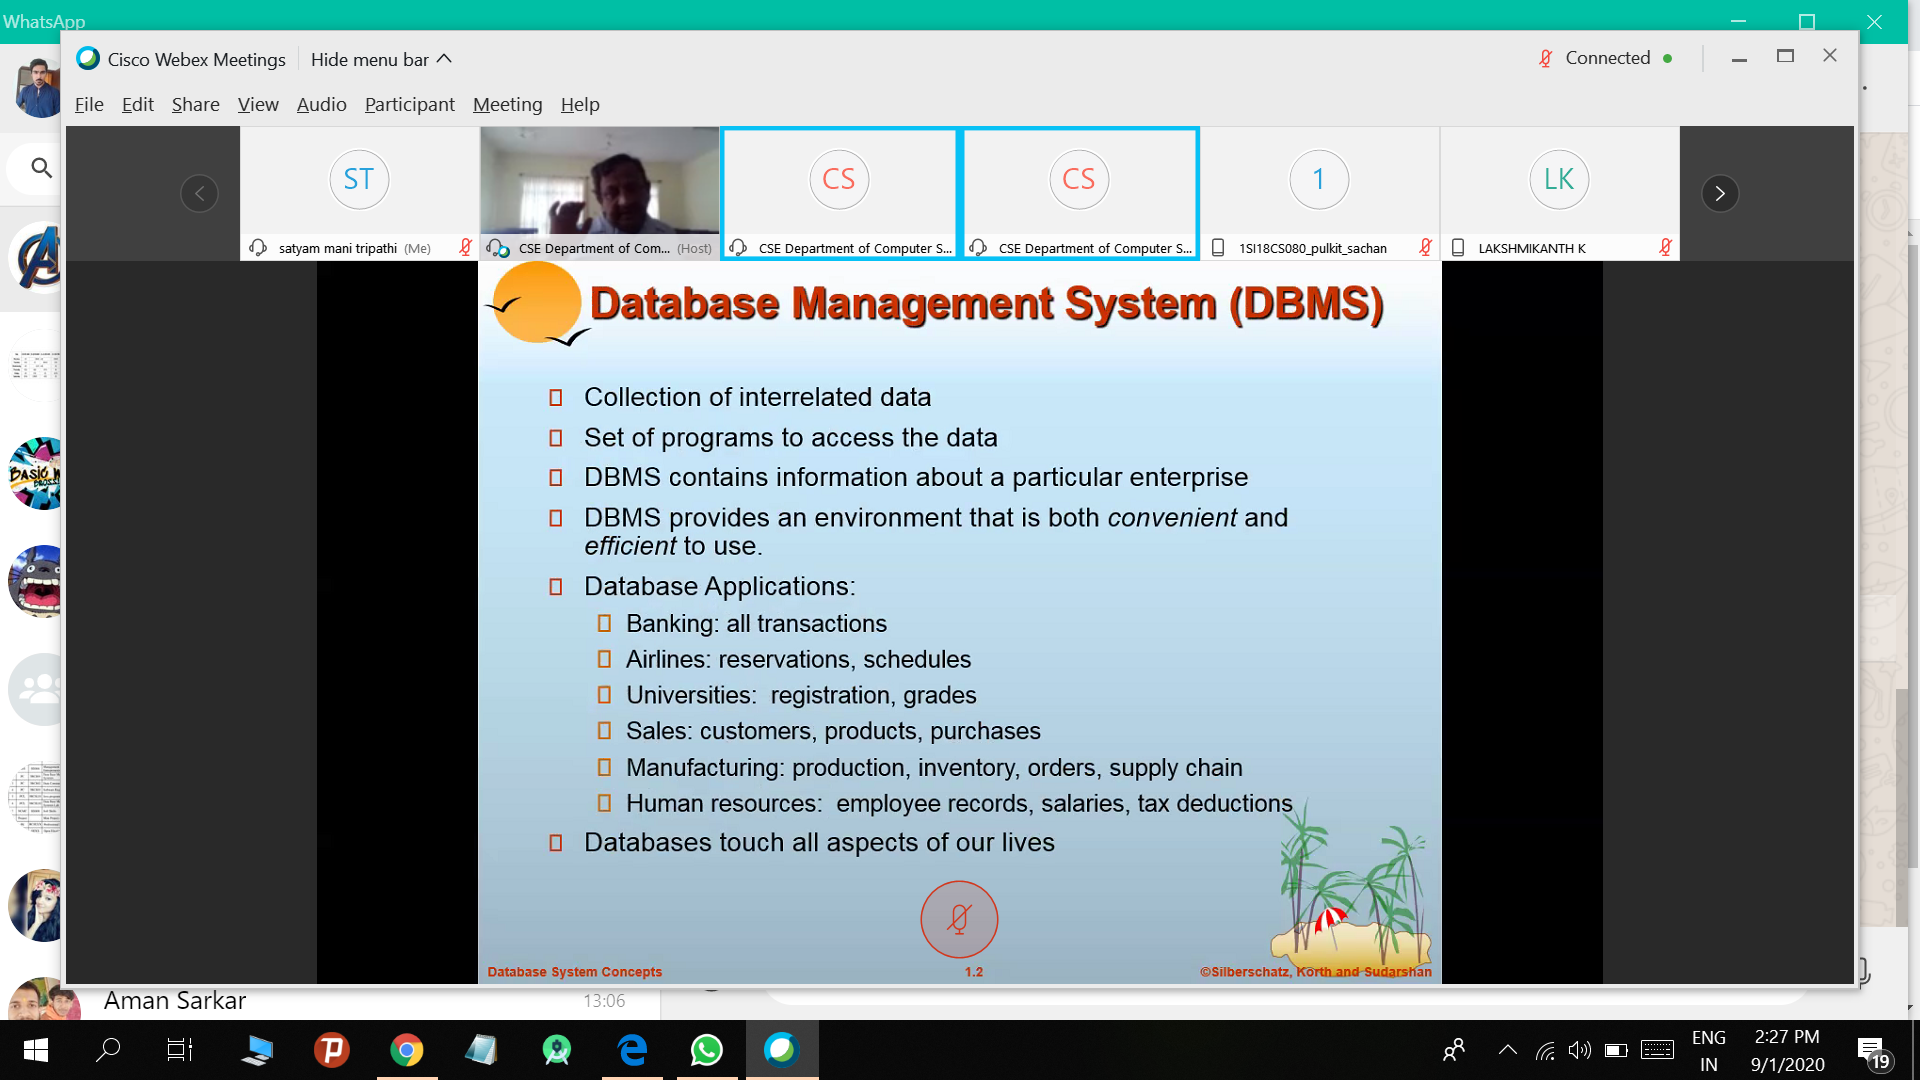 WhatsApp
Cisco Webex Meetings
Hide menu bar
Connected
File Edit Share View Audio Participant Meeting Help
ST
CS
CS
1
LK
satyam mani tripathi (Me)
CSE Department of Com... (Host)
CSE Department of Computer S...
CSE Department of Computer S...
1SI18CS080_pulkit_sachan
LAKSHMIKANTH K
Database Management System (DBMS)
Collection of interrelated data
Set of programs to access the data
DBMS contains information about a particular enterprise
DBMS provides an environment that is both convenient and
efficient to use.
Database Applications:
Banking: all transactions
Airlines: reservations, schedules
Universities: registration, grades
Sales: customers, products, purchases
Manufacturing: production, inventory, orders, supply chain
Human resources: employee records, salaries, tax deductions
Databases touch all aspects of our lives
Database System Concepts
1.2
©Silberschatz, Korth and Sudarshan
BASIC
Aman Sarkar
13:06
ENG
IN
2:27 PM
9/1/2020
19